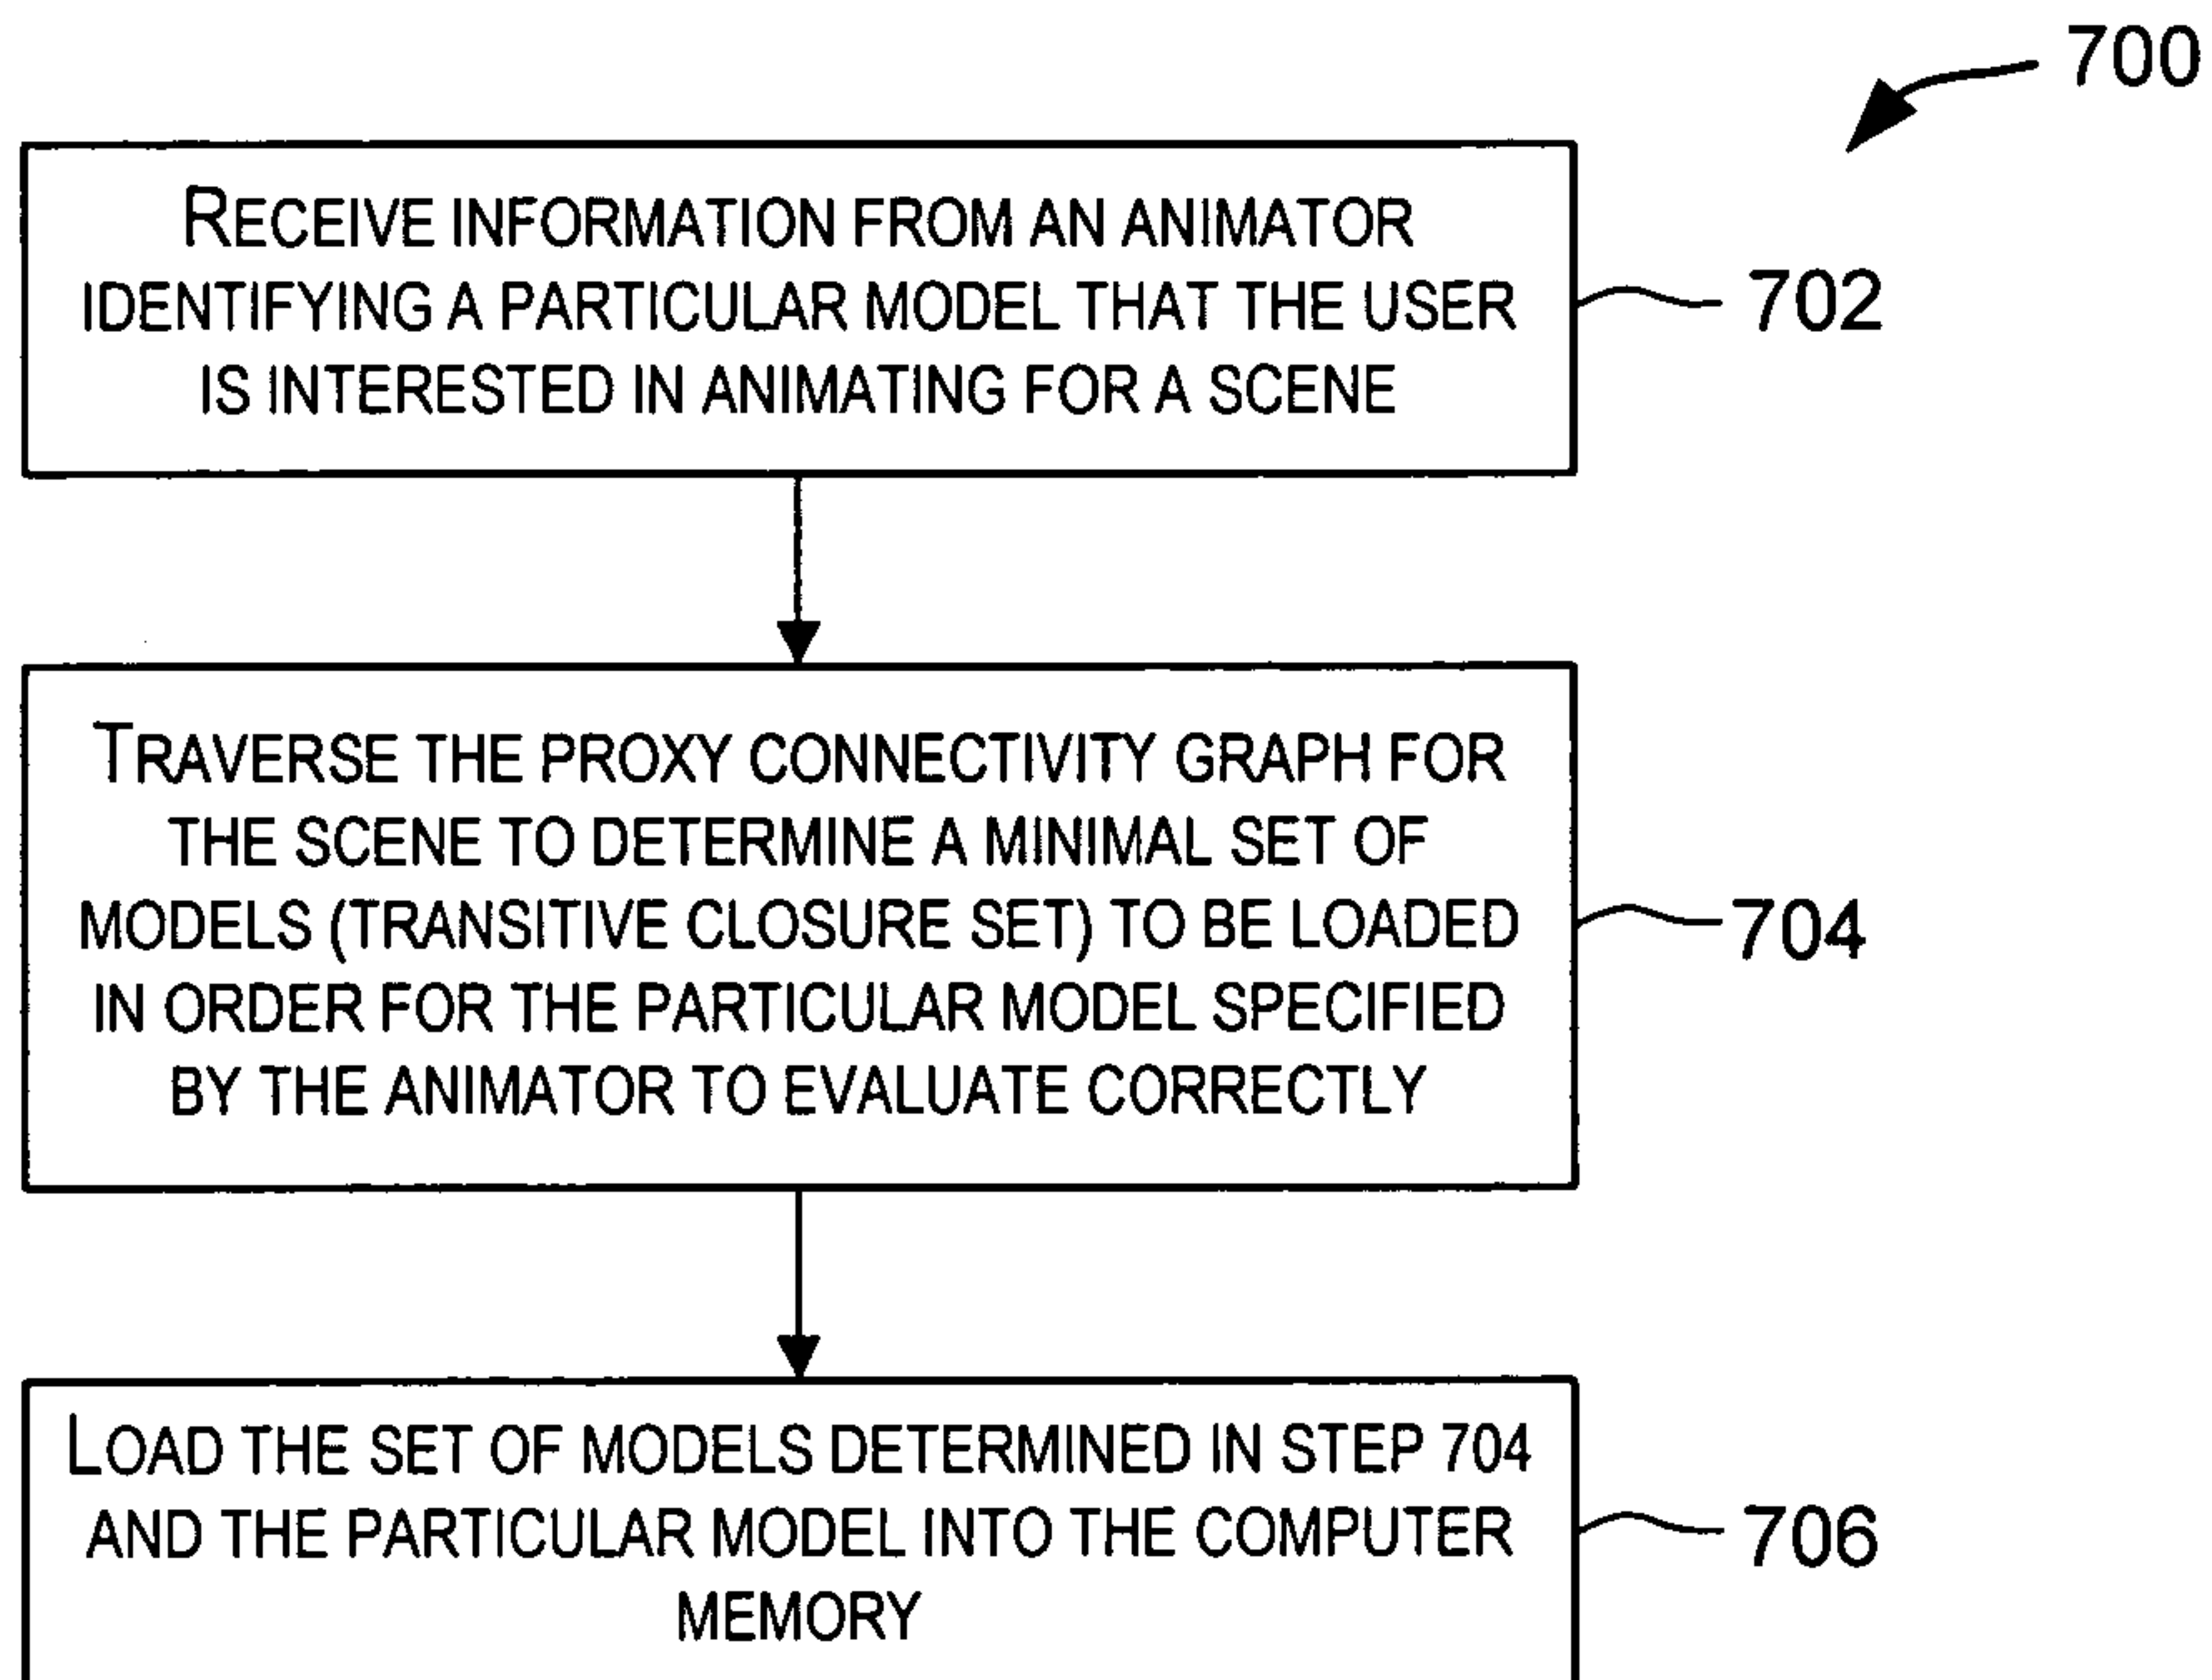 700
RECEIVE INFORMATION FROM AN ANIMATOR
IDENTIFYING A PARTICULAR MODEL THAT THE USER
IS INTERESTED IN ANIMATING FOR A SCENE
702
TRAVERSE THE PROXY CONNECTIVITY GRAPH FOR
THE SCENE TO DETERMINE A MINIMAL SET OF
MODELS (TRANSITIVE CLOSURE SET) TO BE LOADED
IN ORDER FOR THE PARTICULAR MODEL SPECIFIED
BY THE ANIMATOR TO EVALUATE CORRECTLY
704
LOAD THE SET OF MODELS DETERMINED IN STEP 704
AND THE PARTICULAR MODEL INTO THE COMPUTER
MEMORY
706